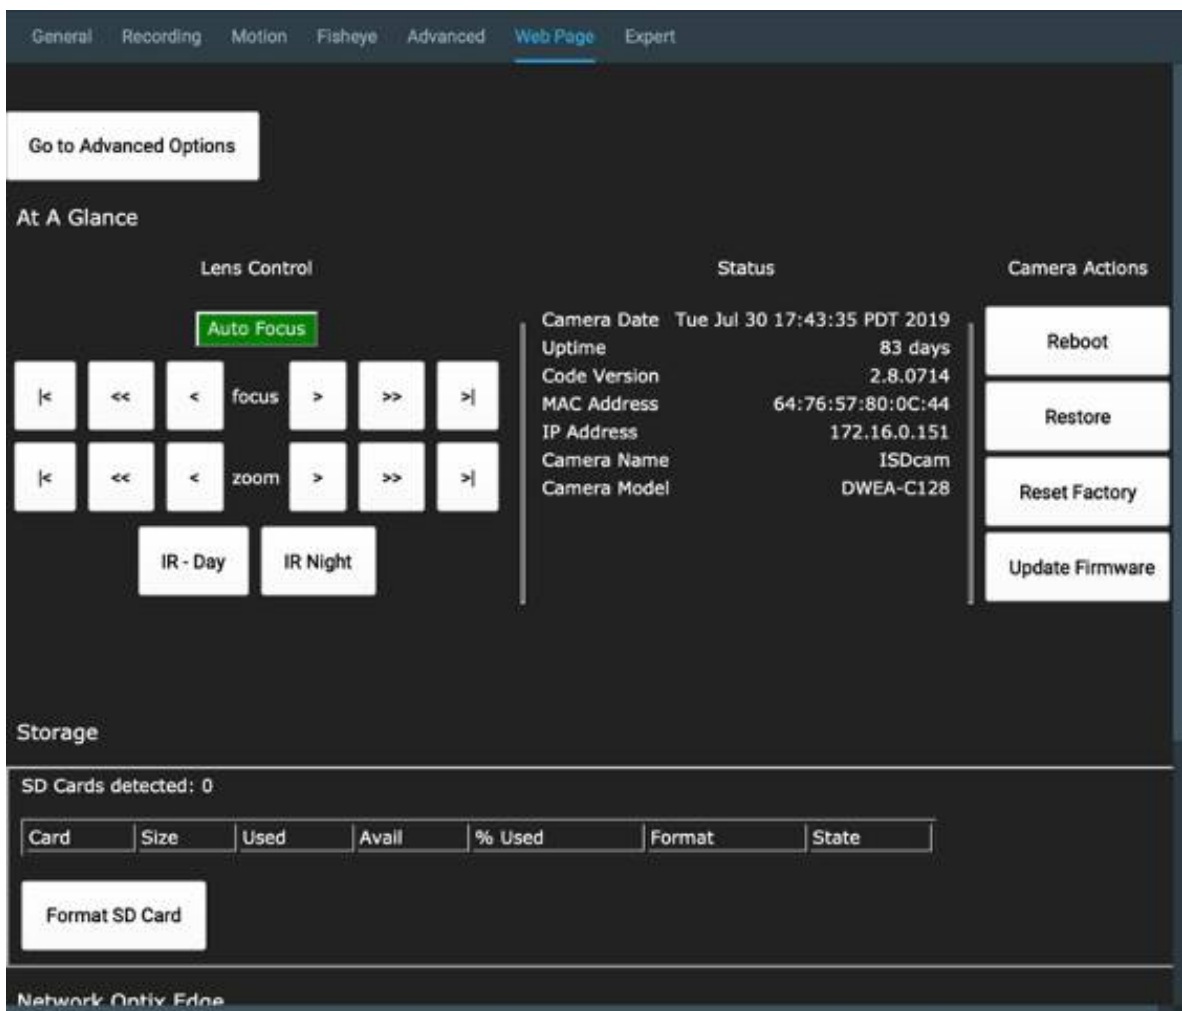 General Recording Motion Fisheye Advanced Web Page Expert
Go to Advanced Options
At A Glance
Lens Control
Auto Focus
|< << < focus > >> >|
|< << < zoom > >> >|
IR - Day IR Night
Status
Camera Date Tue Jul 30 17:43:35 PDT 2019
Uptime 83 days
Code Version 2.8.0714
MAC Address 64:76:57:80:0C:44
IP Address 172.16.0.151
Camera Name ISDcam
Camera Model DWEA-C128
Camera Actions
Reboot
Restore
Reset Factory
Update Firmware
Storage
SD Cards detected: 0
Card Size Used Avail % Used Format State
Format SD Card
Network Optix Edge